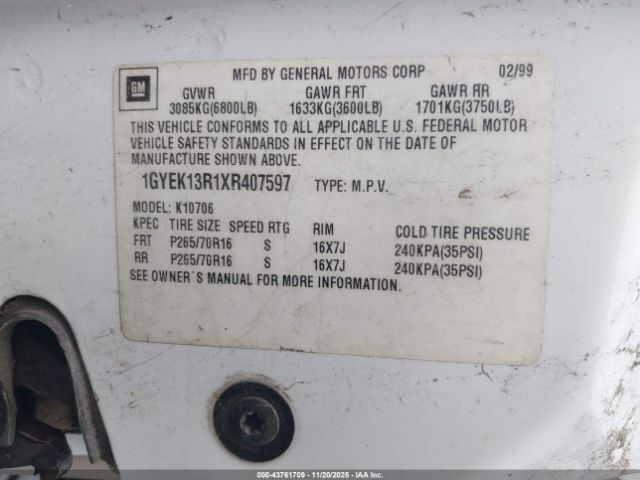 MFD BY GENERAL MOTORS CORP 02/99
GM
GVWR GAWR FRT GAWR RR
3085KG(6800LB) 1633KG(3600LB) 1701KG(3750LB)
THIS VEHICLE CONFORMS TO ALL APPLICABLE U.S. FEDERAL MOTOR
VEHICLE SAFETY STANDARDS IN EFFECT ON THE DATE OF
MANUFACTURE SHOWN ABOVE.
1GYEK13R1XR407597 TYPE: M.P.V.
MODEL: K10706
KPEC TIRE SIZE SPEED RTG RIM COLD TIRE PRESSURE
FRT P265/70R16 S 16X7J 240KPA(35PSI)
RR P265/70R16 S 16X7J 240KPA(35PSI)
SEE OWNER'S MANUAL FOR MORE INFORMATION.
00-43761709 - 11/20/2025 - IAAI.COM